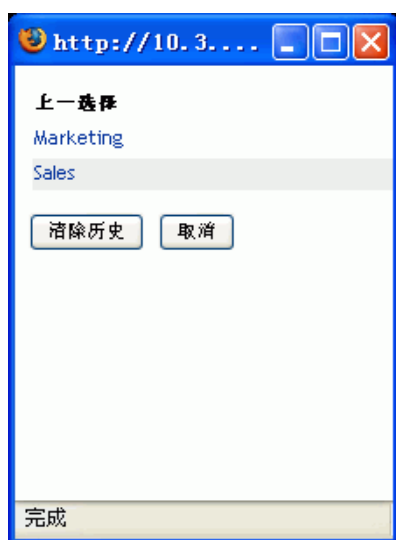 http://10.3....
上一选择
Marketing
Sales
清除历史 取消
完成